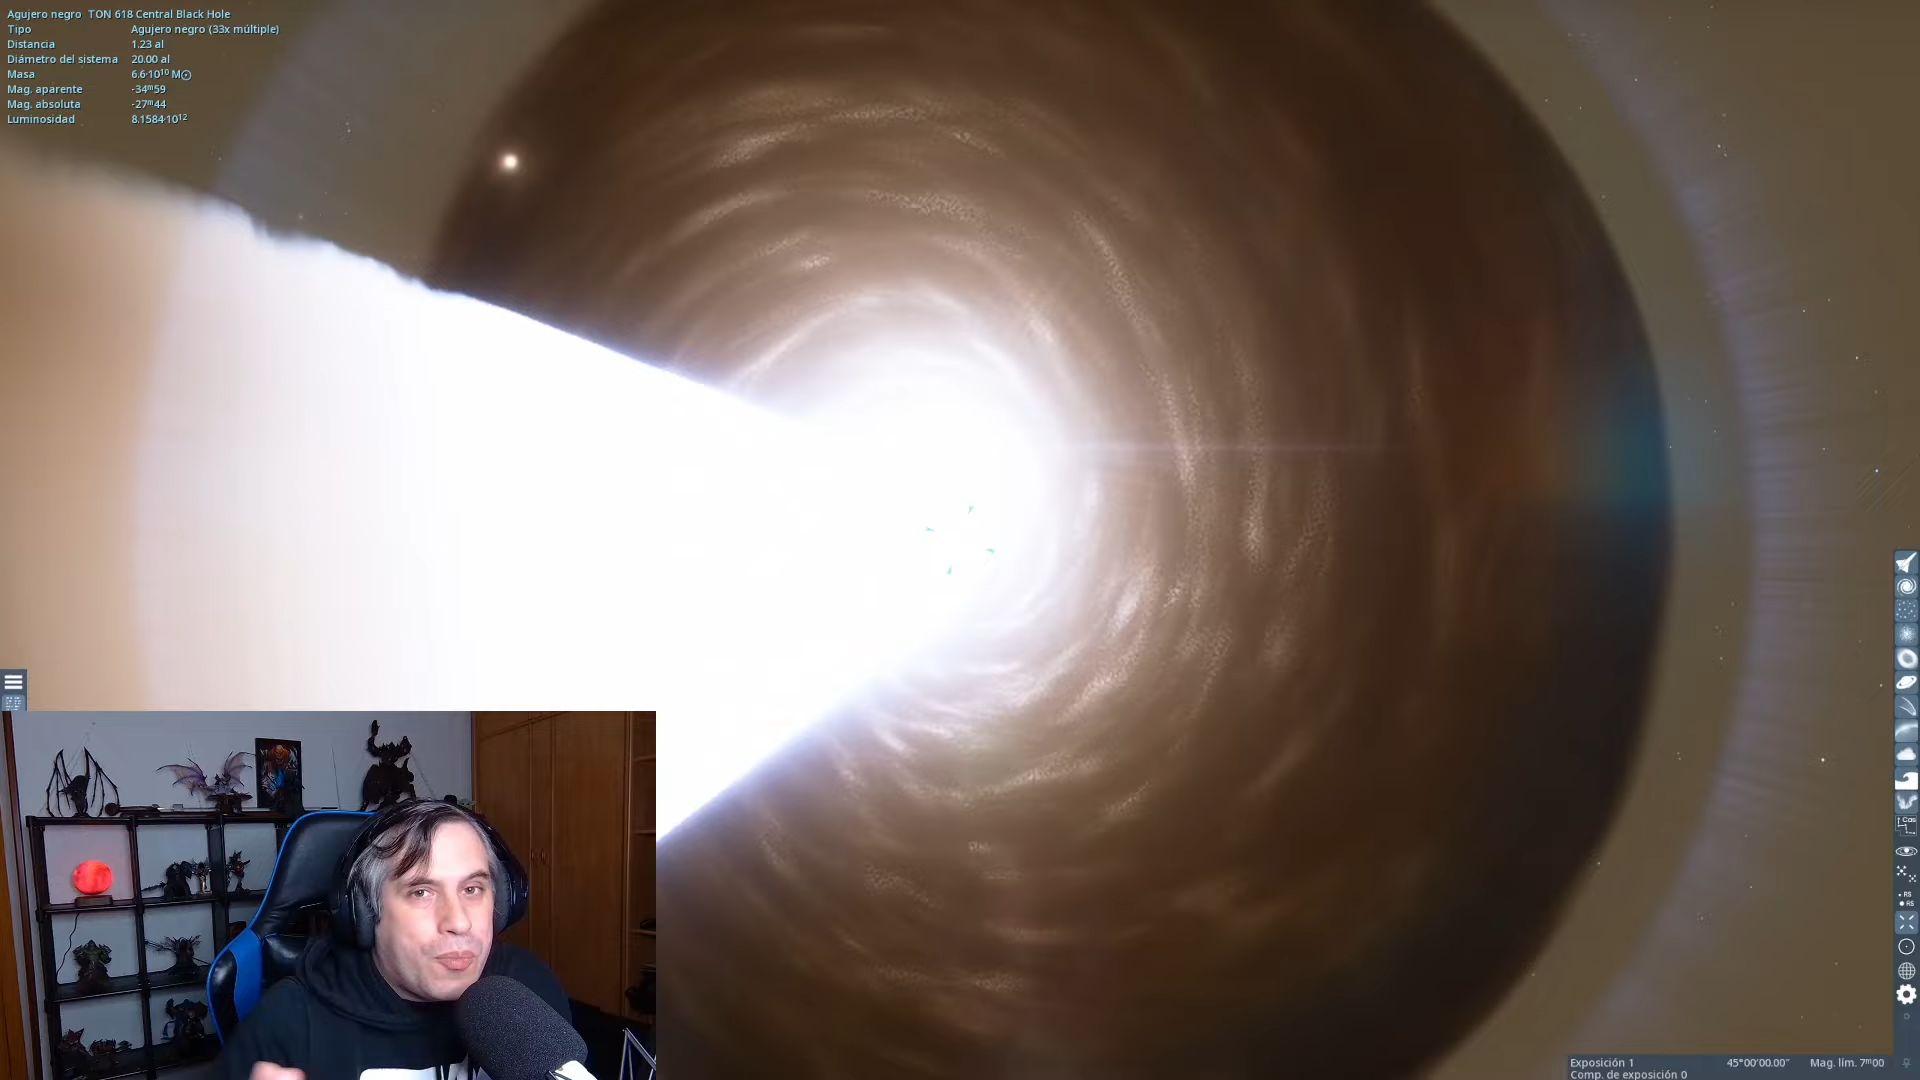 Agujero negro TON 618 Central Black Hole
Tipo Agujero negro (33x múltiple)
Distancia 1.23 al
Diámetro del sistema 20.00 al
Masa 6.6·10¹⁰ M☉
Mag. aparente -34ᵐ59
Mag. absoluta -27ᵐ44
Luminosidad 8.1584·10¹²
RS
RS
Exposición 1 45°00'00.00" Mag. lím. 7ᵐ00
Comp. de exposición 0